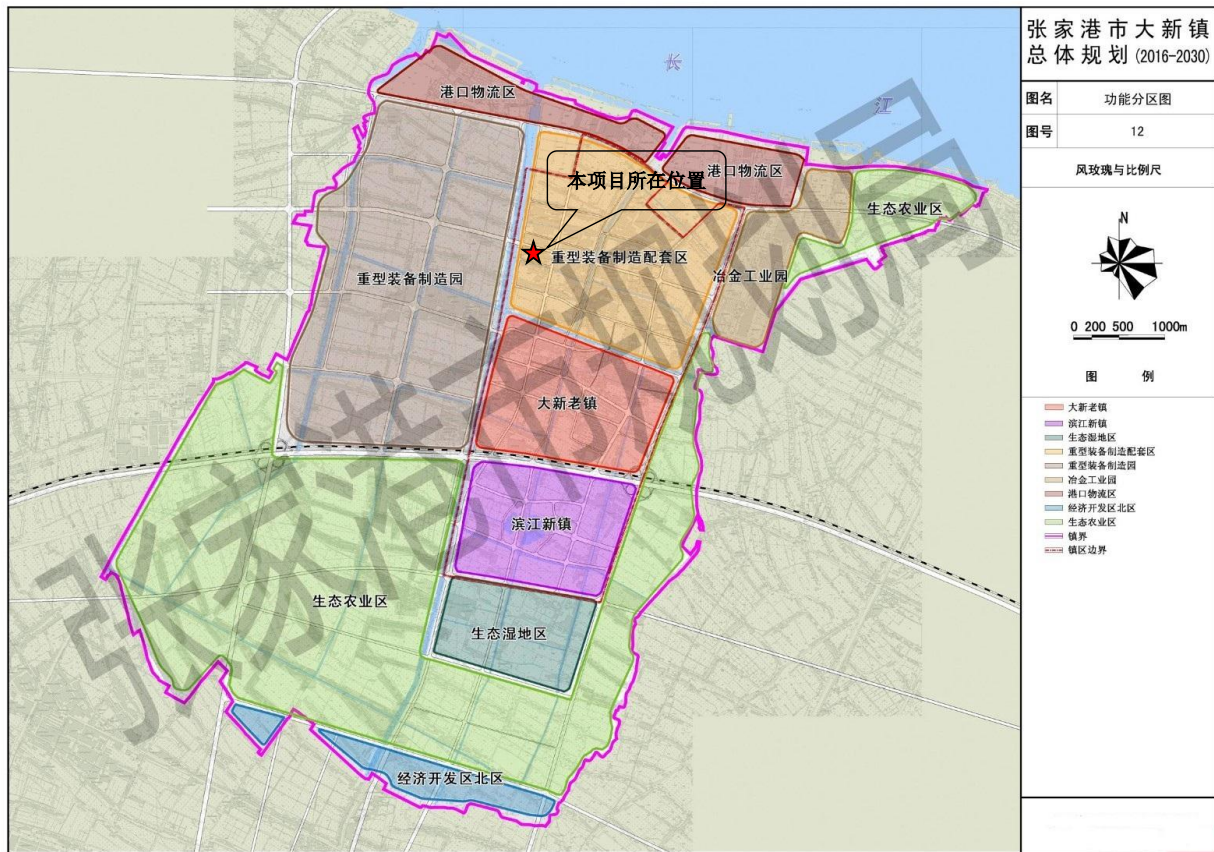 张家港市大新镇
总体规划 (2016-2030)
图名 功能分区图
图号 12
风玫瑰与比例尺
N
0 200 500 1000m
图 例
大新老镇
滨江新镇
生态湿地区
重型装备制造配套区
重型装备制造园
冶金工业园
港口物流区
经济开发区北区
生态农业区
镇界
镇区边界
长
江
港口物流区
港口物流区
本项目所在位置
生态农业区
重型装备制造配套区
重型装备制造园
冶金工业园
大新老镇
滨江新镇
生态农业区
生态湿地区
经济开发区北区
张家港市规划局